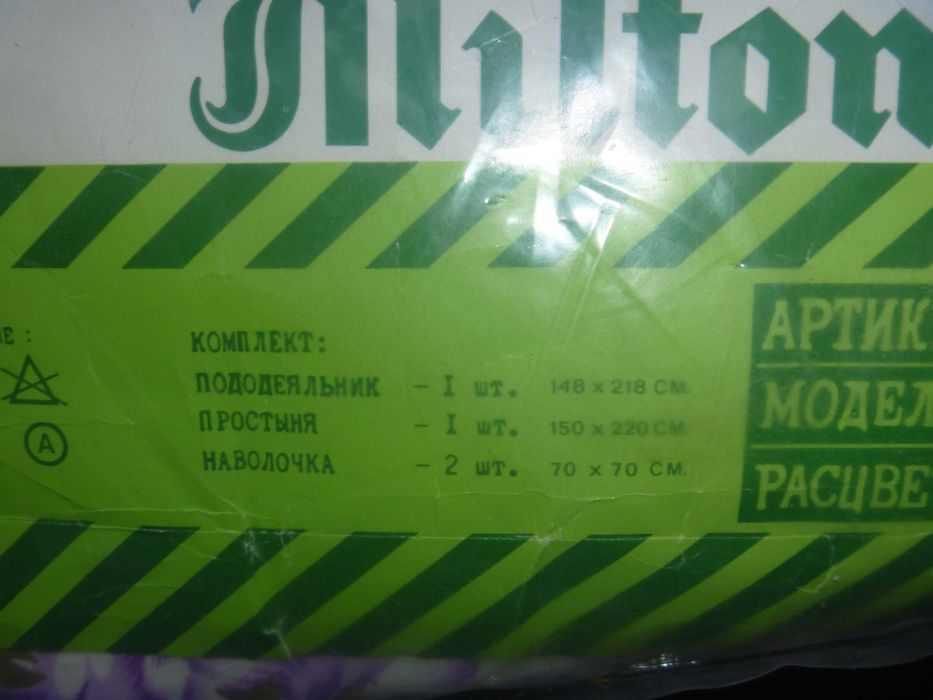 Milton
Е :
КОМПЛЕКТ:
ПОДОДЕЯЛЬНИК - I шт. 148 x 218 СМ.
ПРОСТЫНЯ - I шт. 150 x 220 СМ.
НАВОЛОЧКА - 2 шт. 70 x 70 СМ.
A
АРТИК
МОДЕЛ
РАСЦВЕ